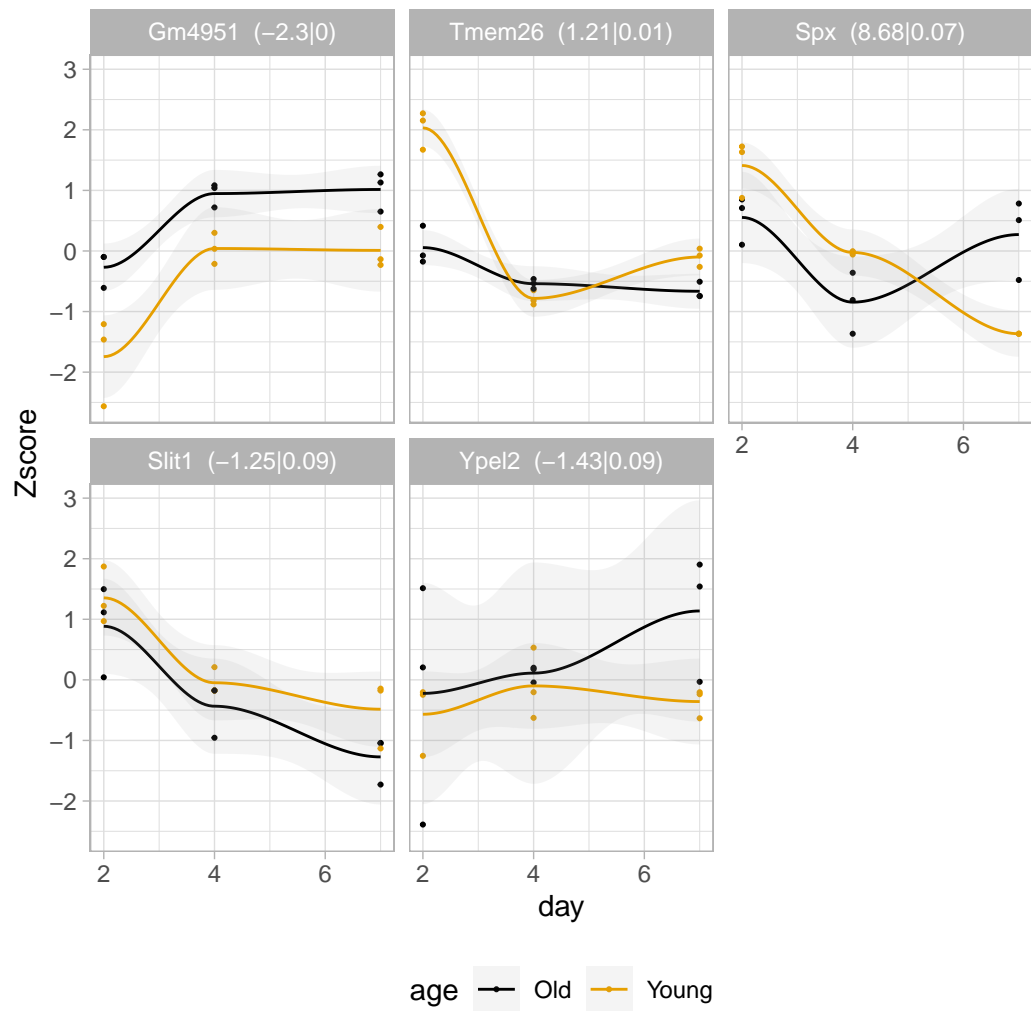 Gm4951  (−2.3|0)
Tmem26  (1.21|0.01)
Spx  (8.68|0.07)
3
2
1
0
−1
−2
2 4 6
Zscore
Slit1  (−1.25|0.09)
Ypel2  (−1.43|0.09)
3
2
1
0
−1
−2
2 4 6
2 4 6
day
age Old Young